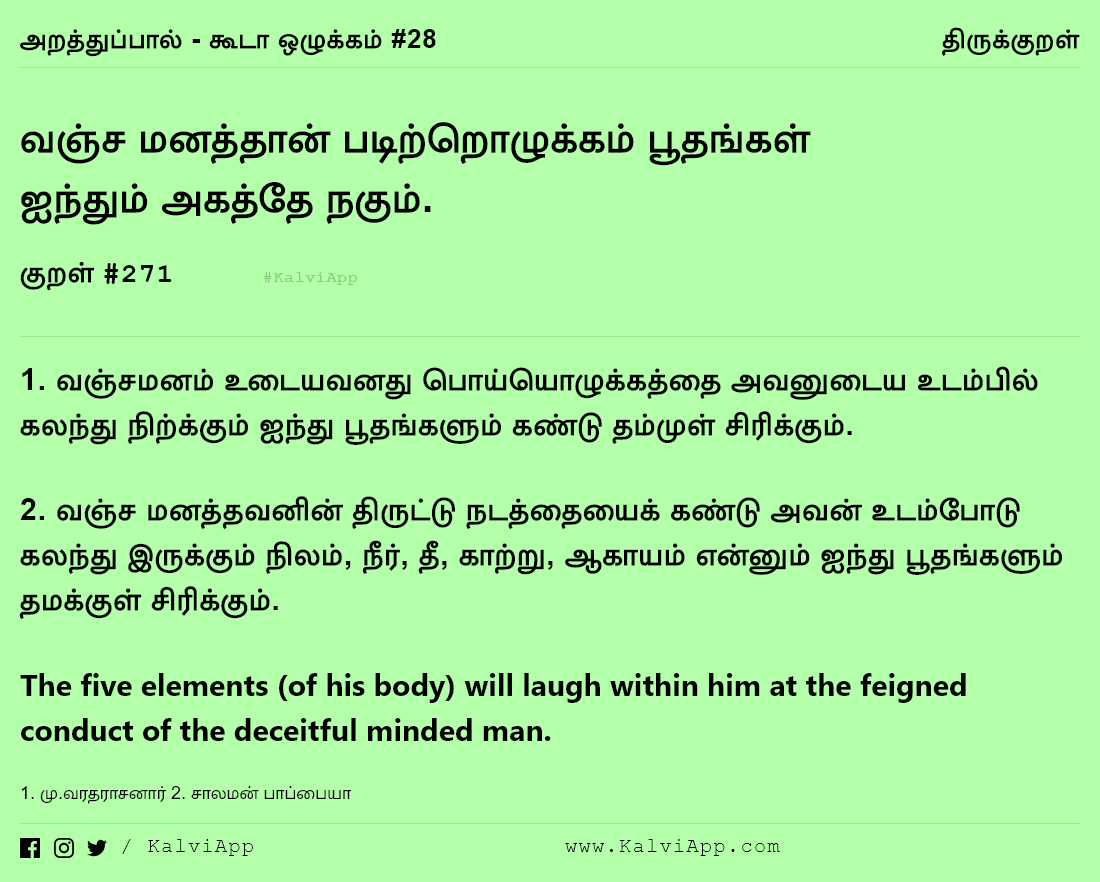 அறத்துப்பால் - கூடா ஒழுக்கம் #28 திருக்குறள்
வஞ்ச மனத்தான் படிற்றொழுக்கம் பூதங்கள்
ஐந்தும் அகத்தே நகும்.
குறள் #271 #KalviApp
1. வஞ்சமனம் உடையவனது பொய்யொழுக்கத்தை அவனுடைய உடம்பில்
கலந்து நிற்க்கும் ஐந்து பூதங்களும் கண்டு தம்முள் சிரிக்கும்.
2. வஞ்ச மனத்தவனின் திருட்டு நடத்தையைக் கண்டு அவன் உடம்போடு
கலந்து இருக்கும் நிலம், நீர், தீ, காற்று, ஆகாயம் என்னும் ஐந்து பூதங்களும்
தமக்குள் சிரிக்கும்.
The five elements (of his body) will laugh within him at the feigned
conduct of the deceitful minded man.
1. மு.வரதராசனார் 2. சாலமன் பாப்பையா
/ KalviApp www.KalviApp.com